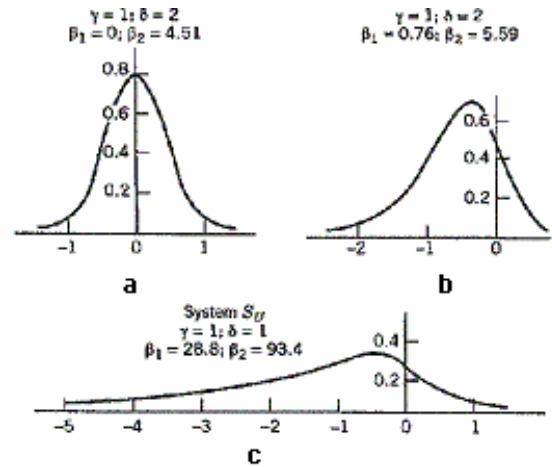 γ = 1; δ = 2
β₁ = 0; β₂ = 4.51
0.8
0.6
0.4
0.2
−1 0 1
a
γ = 1; δ = 2
β₁ = 0.76; β₂ = 5.59
0.6
0.4
0.2
−2 −1 0
b
System S_U
γ = 1; δ = 1
β₁ = 28.8; β₂ = 93.4
0.4
0.2
−5 −4 −3 −2 −1 0 1
c